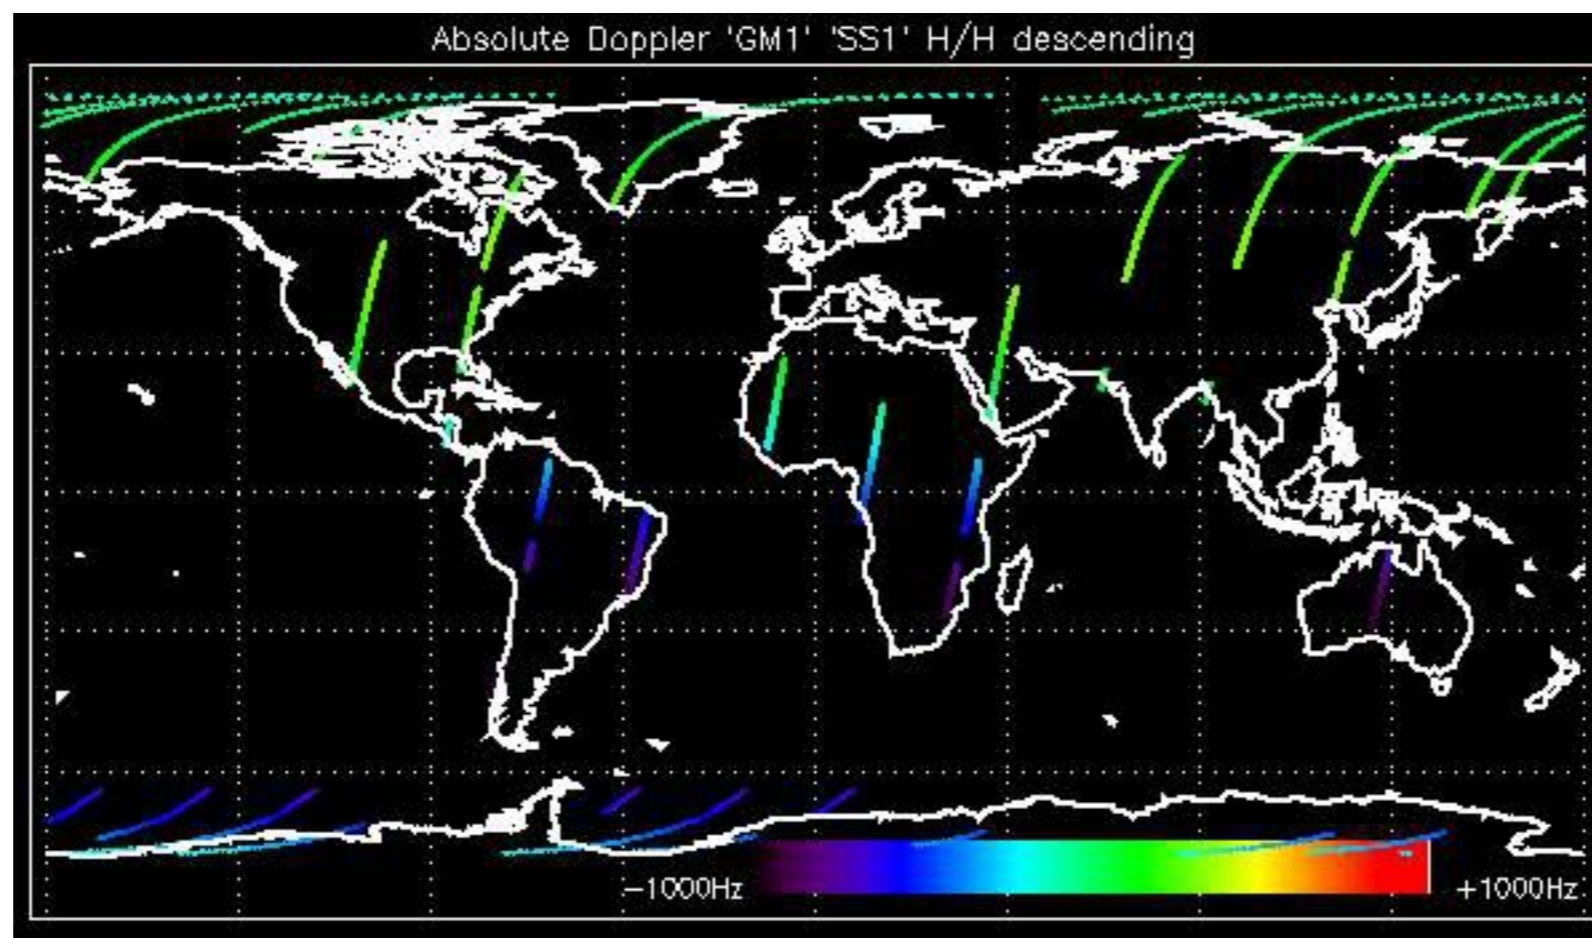 Absolute Doppler 'GM1' 'SS1' H/H descending
-1000Hz +1000Hz